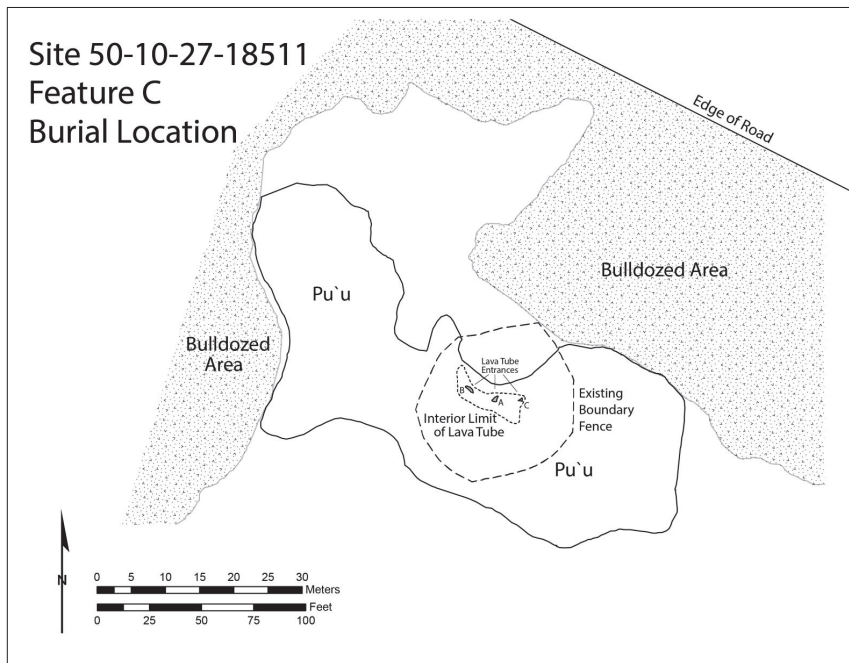 Site 50-10-27-18511
Feature C
Burial Location
Edge of Road
Bulldozed Area
Pu`u
Bulldozed
Area
Lava Tube
Entrances
B
A
C
Existing
Boundary
Fence
Interior Limit
of Lava Tube
Pu`u
N
0 5 10 15 20 25 30
Meters
Feet
0 25 50 75 100